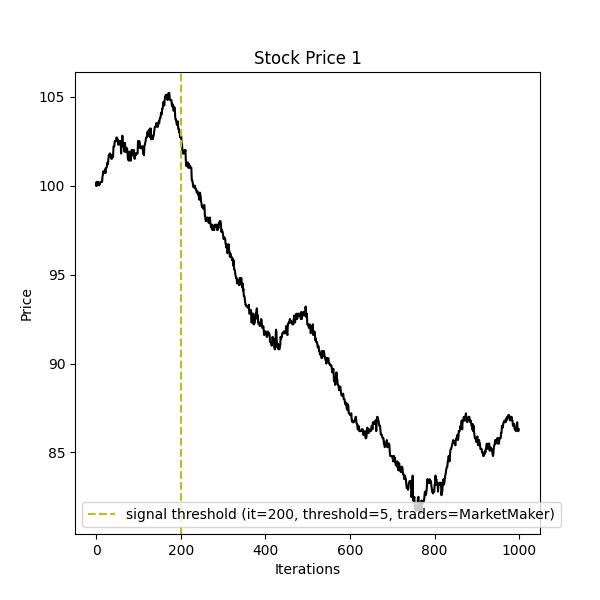 Stock Price 1
105
100
95
90
85
Price
signal threshold (it=200, threshold=5, traders=MarketMaker)
0 200 400 600 800 1000
Iterations